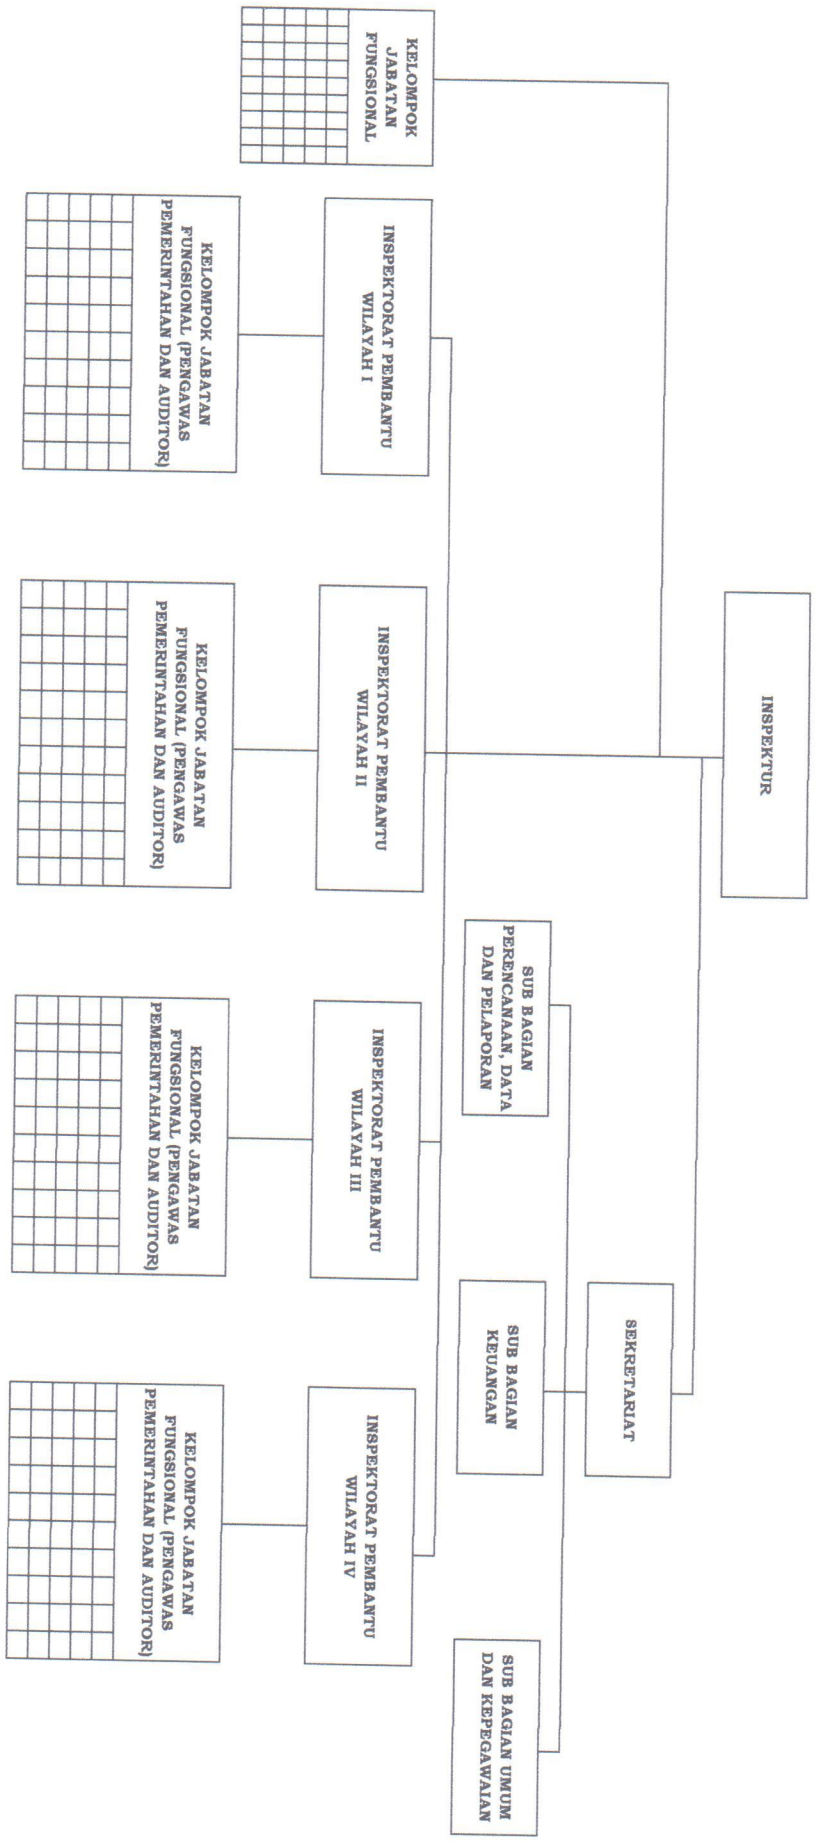 INSPEKTUR
SEKRETARIAT
SUB BAGIAN
PERENCANAAN, DATA
DAN PELAPORAN
SUB BAGIAN
KEUANGAN
SUB BAGIAN UMUM
DAN KEPEGAWAIAN
KELOMPOK
JABATAN
FUNGSIONAL
INSPEKTORAT PEMBANTU
WILAYAH I
INSPEKTORAT PEMBANTU
WILAYAH II
INSPEKTORAT PEMBANTU
WILAYAH III
INSPEKTORAT PEMBANTU
WILAYAH IV
KELOMPOK JABATAN
FUNGSIONAL (PENGAWAS
PEMERINTAHAN DAN AUDITOR)
KELOMPOK JABATAN
FUNGSIONAL (PENGAWAS
PEMERINTAHAN DAN AUDITOR)
KELOMPOK JABATAN
FUNGSIONAL (PENGAWAS
PEMERINTAHAN DAN AUDITOR)
KELOMPOK JABATAN
FUNGSIONAL (PENGAWAS
PEMERINTAHAN DAN AUDITOR)